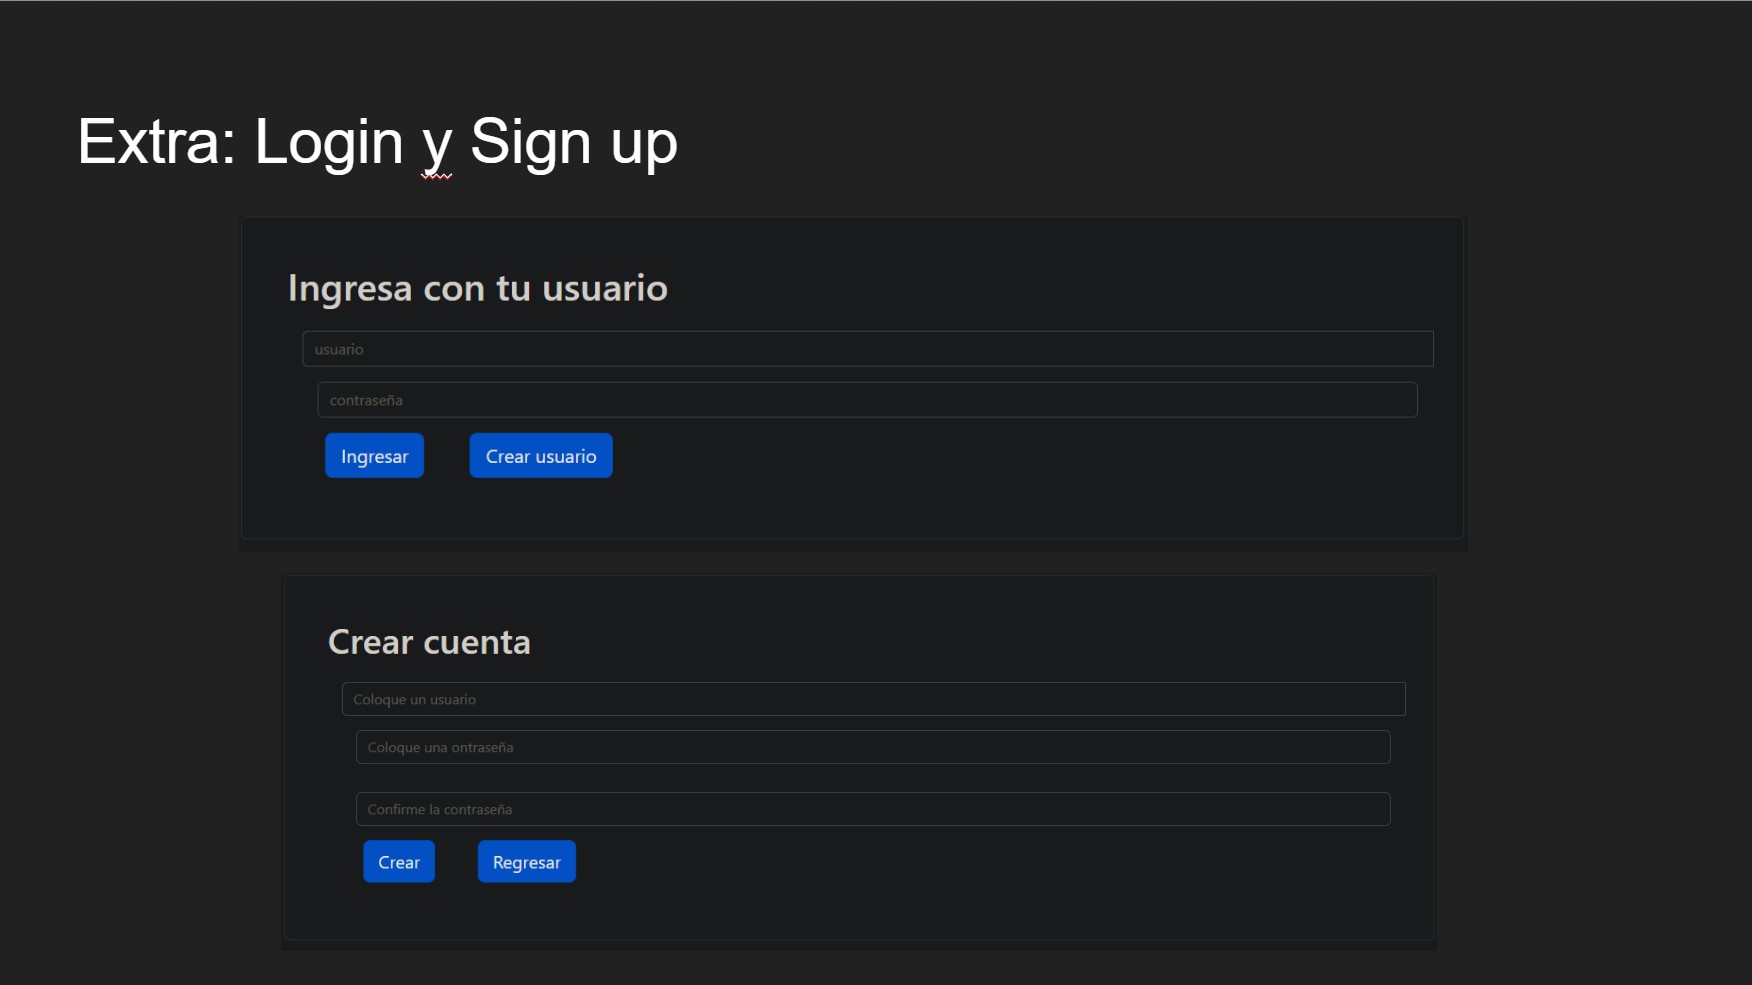 Extra: Login y Sign up
Ingresa con tu usuario
usuario
contraseña
Ingresar Crear usuario
Crear cuenta
Coloque un usuario
Coloque una ontraseña
Confirme la contraseña
Crear Regresar